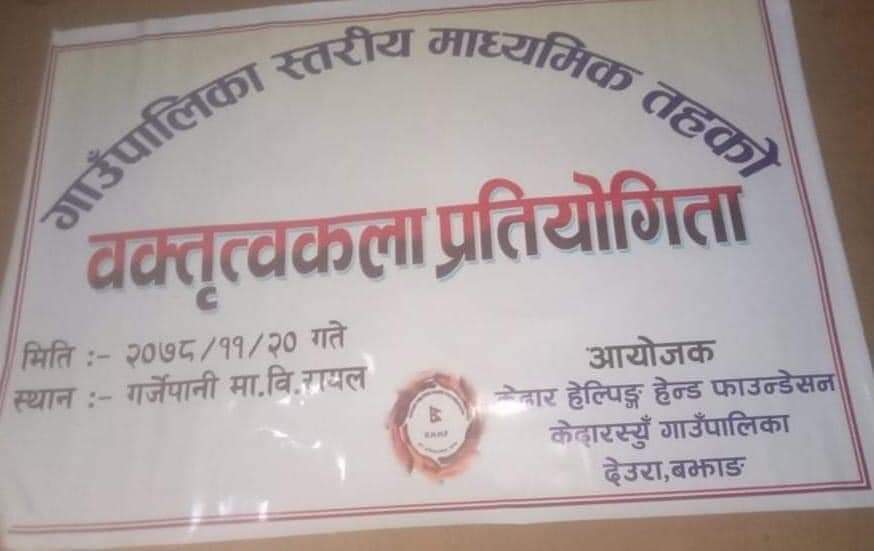 गाउँपालिका स्तरीय माध्यमिक तहको
वक्तृत्वकला प्रतियोगिता
मिति :- २०७८/११/२० गते
स्थान :- गर्जेपानी मा.वि.रायल
आयोजक
केदार हेल्पिङ्ग हेन्ड फाउन्डेसन
केदारस्युँ गाउँपालिका
देउरा,बझाङ